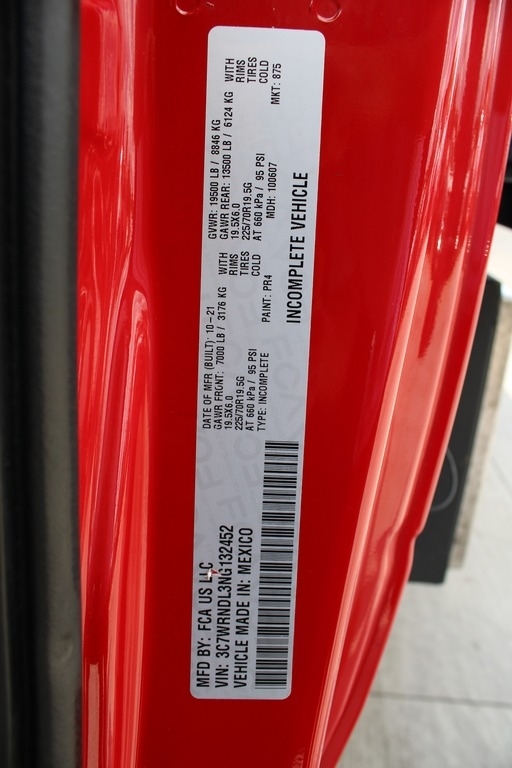 MFD BY: FCA US LLC
VIN: 3C7WRNDL3NG132452
VEHICLE MADE IN: MEXICO
DATE OF MFR (BUILT): 10-21
GAWR FRONT: 7000 LB / 3176 KG WITH
19.5X6.0 RIMS
225/70R19.5G TIRES
AT 660 kPa / 95 PSI COLD
TYPE: INCOMPLETE PAINT: PR4
GVWR: 19500 LB / 8846 KG
GAWR REAR: 13500 LB / 6124 KG WITH
19.5X6.0 RIMS
225/70R19.5G TIRES
AT 660 kPa / 95 PSI COLD
MDH: 100607 MKT: 875
INCOMPLETE VEHICLE